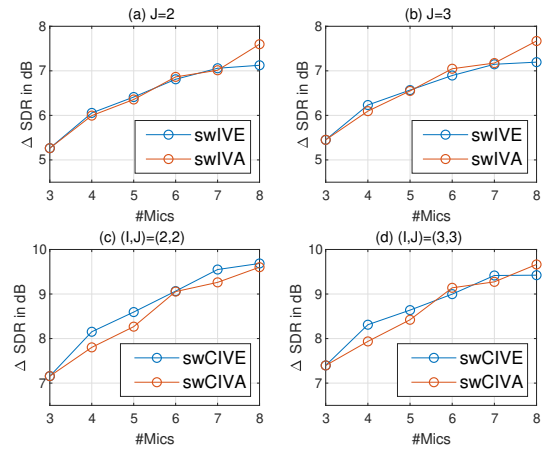 (a) J=2
Δ SDR in dB
8
7
6
5
3 4 5 6 7 8
#Mics
swIVE
swIVA
(b) J=3
Δ SDR in dB
8
7
6
5
3 4 5 6 7 8
#Mics
swIVE
swIVA
(c) (I,J)=(2,2)
Δ SDR in dB
10
9
8
7
3 4 5 6 7 8
#Mics
swCIVE
swCIVA
(d) (I,J)=(3,3)
Δ SDR in dB
10
9
8
7
3 4 5 6 7 8
#Mics
swCIVE
swCIVA